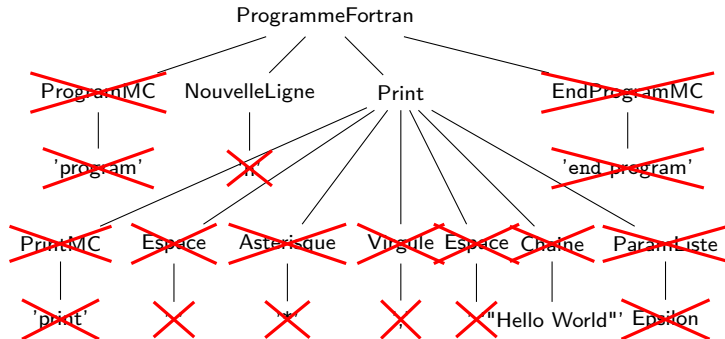 ProgrammeFortran
ProgramMC NouvelleLigne Print EndProgramMC
'program' 'end program'
PrintMC Espace Asterisque Virgule Espace Chaine ParamListe
'print' '*' "Hello World"' Epsilon